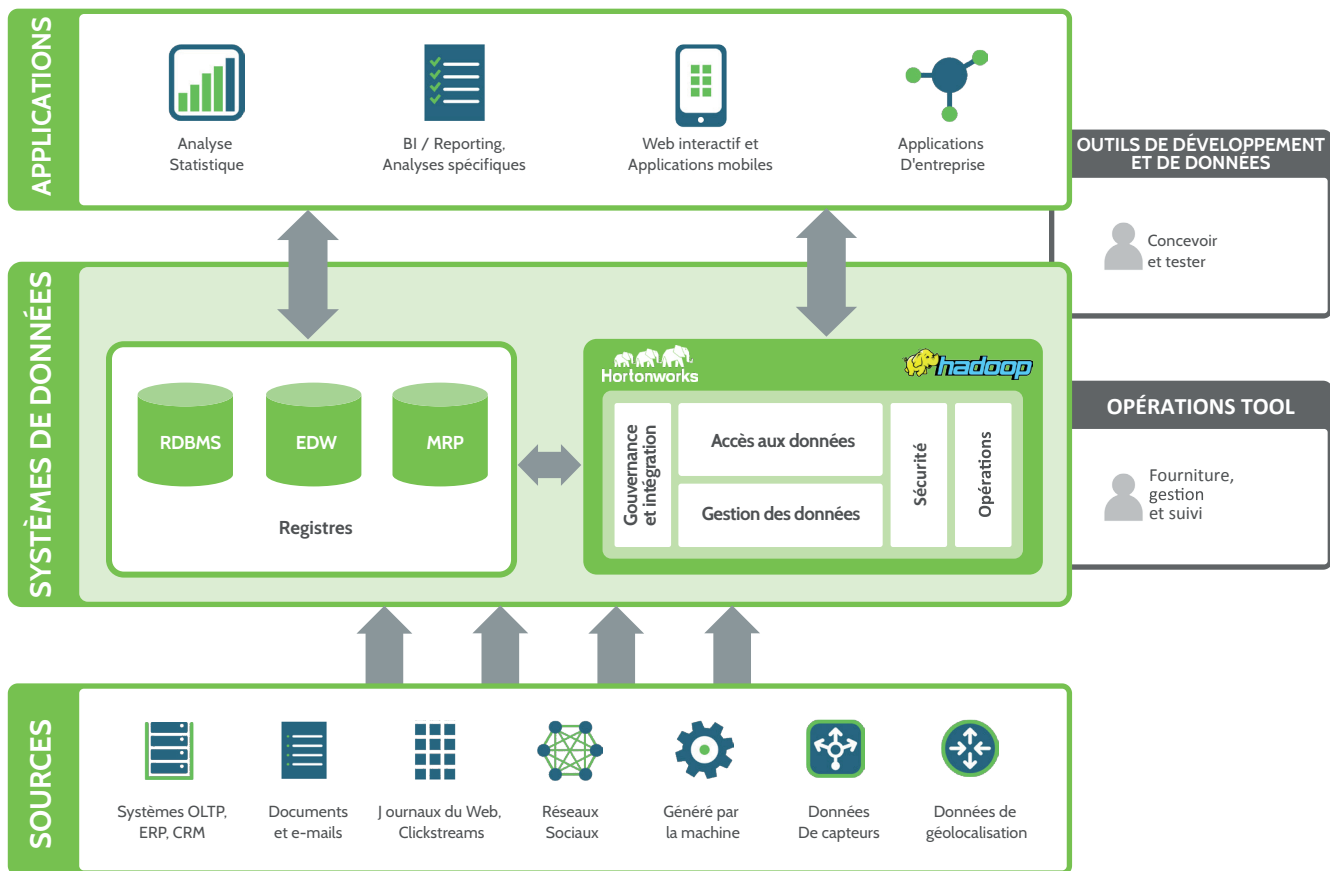 APPLICATIONS
Analyse
Statistique
BI / Reporting,
Analyses spécifiques
Web interactif et
Applications mobiles
Applications
D'entreprise
OUTILS DE DÉVELOPPEMENT
ET DE DONNÉES
Concevoir
et tester
SYSTÈMES DE DONNÉES
RDBMS
EDW
MRP
Registres
Hortonworks
hadoop
Gouvernance
et intégration
Accès aux données
Gestion des données
Sécurité
Opérations
OPÉRATIONS TOOL
Fourniture,
gestion
et suivi
SOURCES
Systèmes OLTP,
ERP, CRM
Documents
et e-mails
J ournaux du Web,
Clickstreams
Réseaux
Sociaux
Généré par
la machine
Données
De capteurs
Données de
géolocalisation